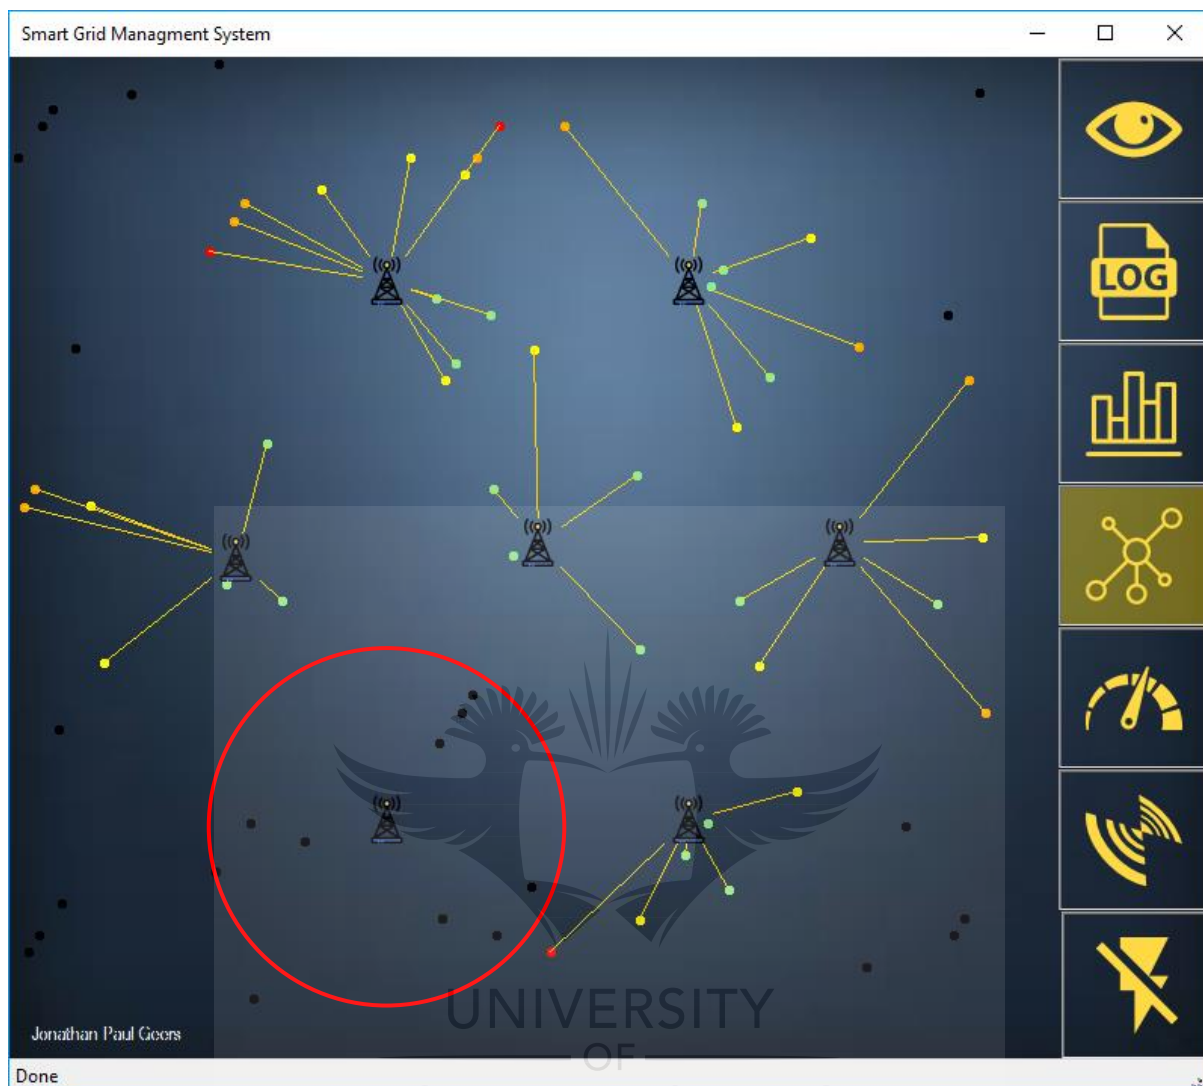 Smart Grid Managment System
LOG
UNIVERSITY
OF
Jonathan Paul Geers
Done